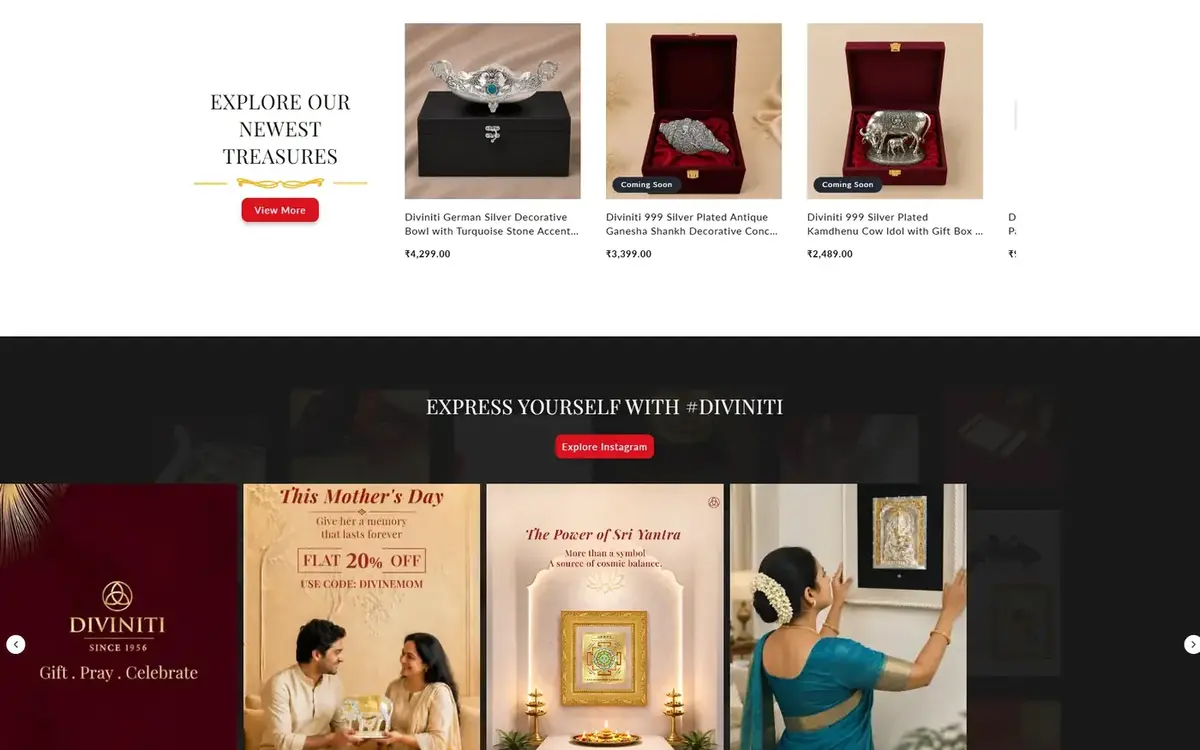 EXPLORE OUR
NEWEST
TREASURES
View More
Diviniti German Silver Decorative
Bowl with Turquoise Stone Accent...
₹4,299.00
Coming Soon
Diviniti 999 Silver Plated Antique
Ganesha Shankh Decorative Conc...
₹3,399.00
Coming Soon
Diviniti 999 Silver Plated
Kamdhenu Cow Idol with Gift Box ...
₹2,489.00
EXPRESS YOURSELF WITH #DIVINITI
Explore Instagram
DIVINITI
SINCE 1956
Gift . Pray . Celebrate
This Mother's Day
Give her a memory
that lasts forever
FLAT 20% OFF
USE CODE: DIVINEMOM
The Power of Sri Yantra
More than a symbol
A source of cosmic balance.